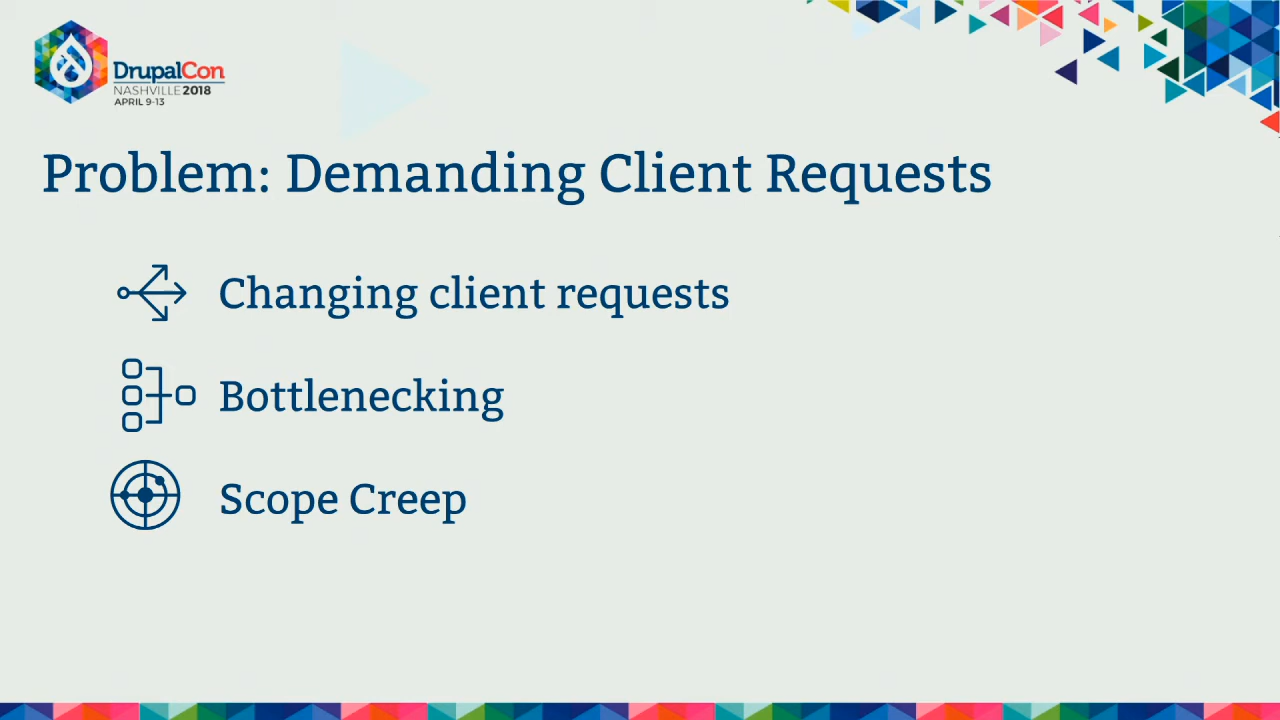 DrupalCon
NASHVILLE 2018
APRIL 9-13
Problem: Demanding Client Requests
Changing client requests
Bottlenecking
Scope Creep